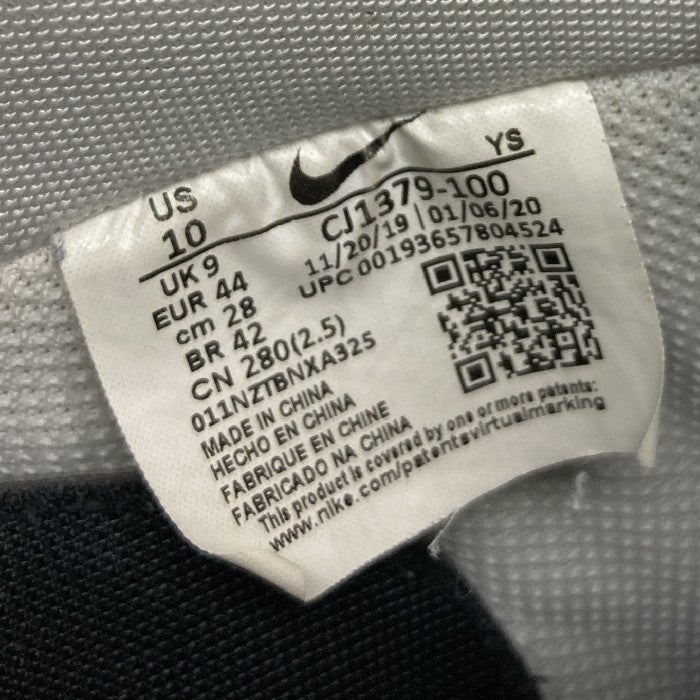 US YS
10 CJ1379-100
UK 9 11/20/19 | 01/06/20
EUR 44 UPC 00193657804524
cm 28
BR 42
CN 280(2.5)
011NZTBNXA325
MADE IN CHINA
HECHO EN CHINA
FABRIQUE EN CHINE
FABRICADO NA CHINA
This product is covered by one or more patents:
www.nike.com/patentsvirtualmarking